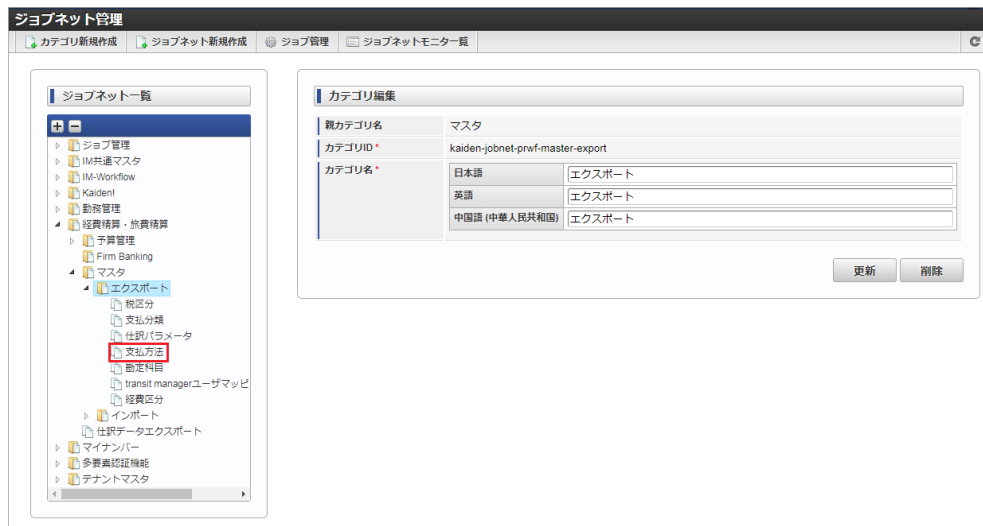 ジョブネット管理
カテゴリ新規作成 ジョブネット新規作成 ジョブ管理 ジョブネットモニター覧
ジョブネット一覧
ジョブ管理
IM共通マスタ
IM-Workflow
Kaiden!
勤務管理
経費精算・旅費精算
予算管理
Firm Banking
マスタ
エクスポート
税区分
支払分類
仕訳パラメータ
支払方法
勘定科目
transit managerユーザマッピ
経費区分
インポート
仕訳データエクスポート
マイナンバー
多要素認証機能
テナントマスタ
カテゴリ編集
親カテゴリ名 マスタ
カテゴリID * kaiden-jobnet-prwf-master-export
カテゴリ名 *
日本語 エクスポート
英語 エクスポート
中国語 (中華人民共和国) エクスポート
更新 削除